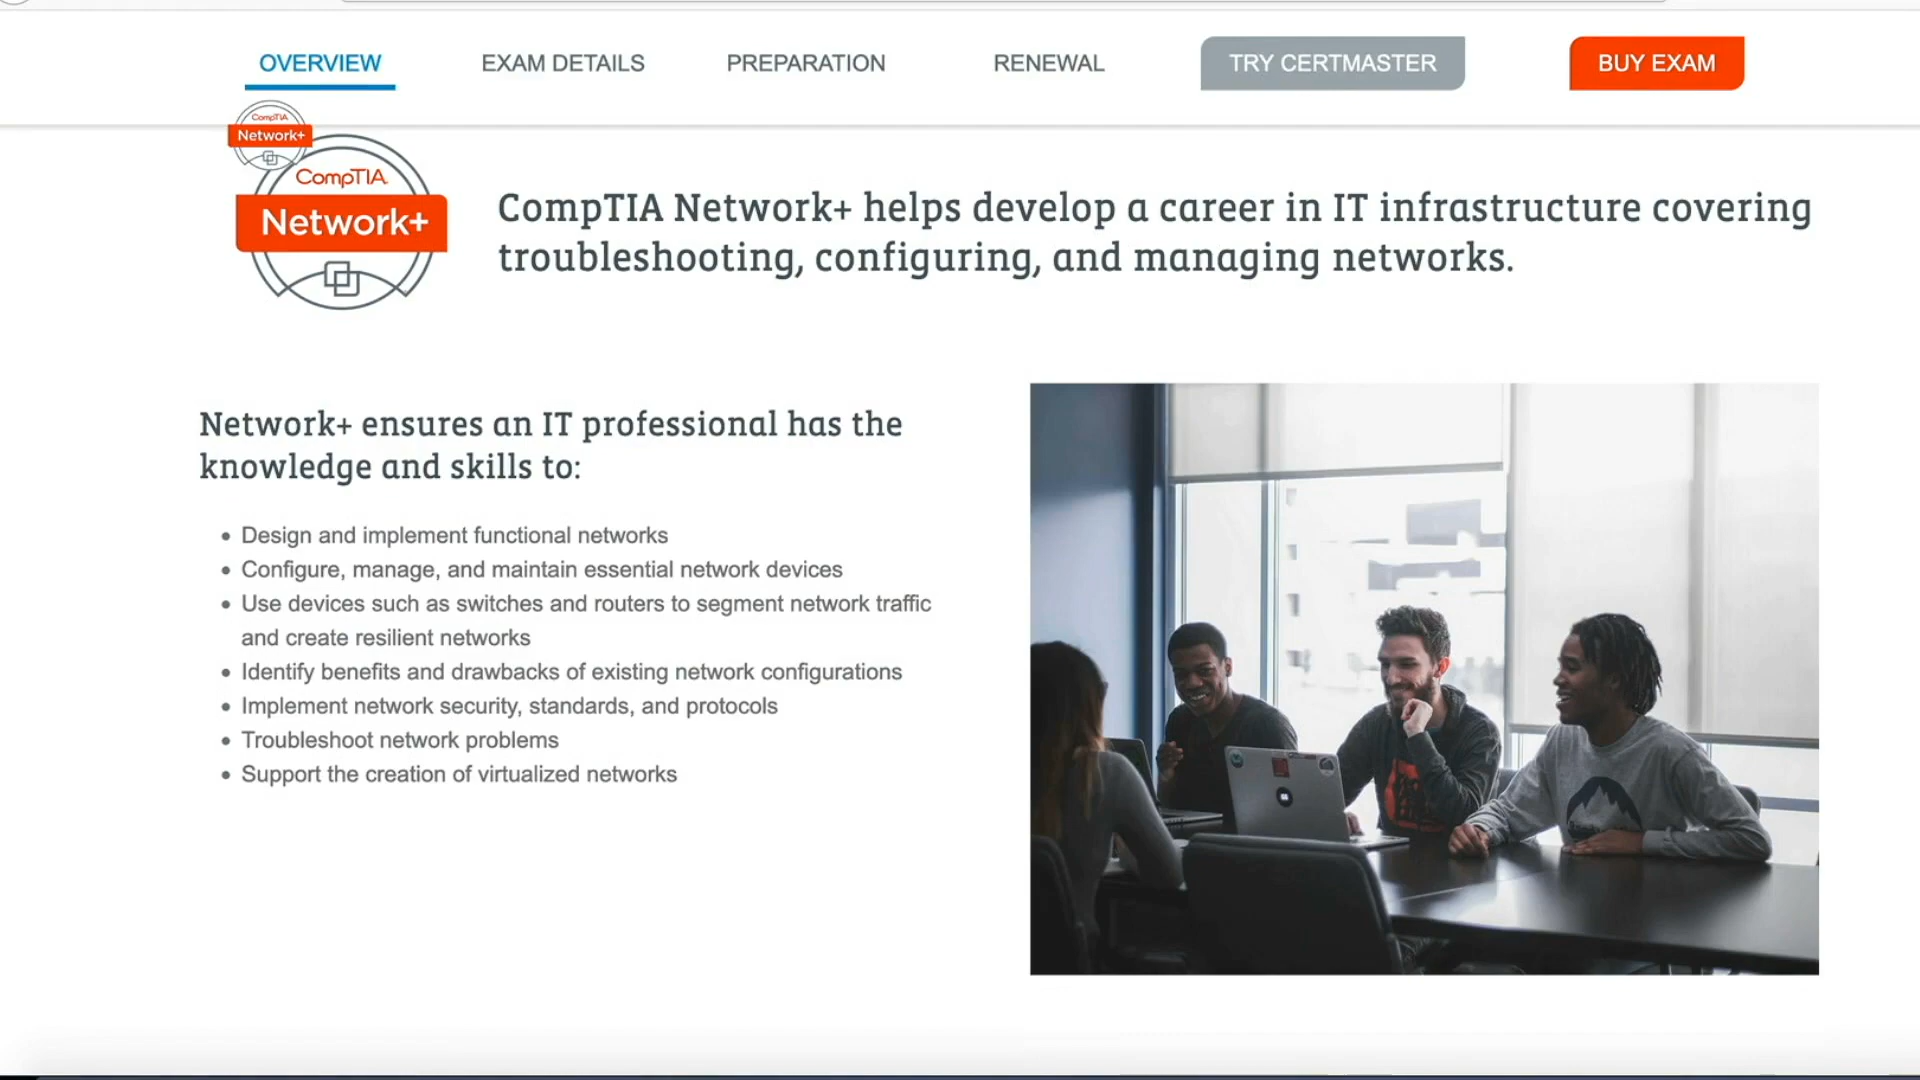 OVERVIEW EXAM DETAILS PREPARATION RENEWAL TRY CERTMASTER BUY EXAM
CompTIA
Network+
CompTIA
Network+
CompTIA Network+ helps develop a career in IT infrastructure covering
troubleshooting, configuring, and managing networks.
Network+ ensures an IT professional has the
knowledge and skills to:
• Design and implement functional networks
• Configure, manage, and maintain essential network devices
• Use devices such as switches and routers to segment network traffic
and create resilient networks
• Identify benefits and drawbacks of existing network configurations
• Implement network security, standards, and protocols
• Troubleshoot network problems
• Support the creation of virtualized networks